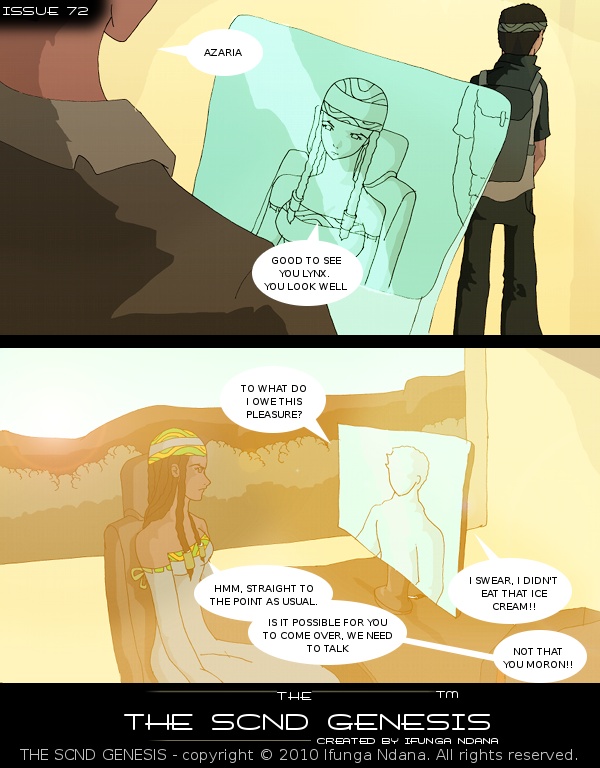 ISSUE 72
AZARIA
GOOD TO SEE
YOU LYNX.
YOU LOOK WELL
TO WHAT DO
I OWE THIS
PLEASURE?
HMM, STRAIGHT TO
THE POINT AS USUAL.
IS IT POSSIBLE FOR YOU
TO COME OVER, WE NEED
TO TALK
I SWEAR, I DIDN'T
EAT THAT ICE
CREAM!!
NOT THAT
YOU MORON!!
THE TM
THE SCND GENESIS
CREATED BY IFUNGA NDANA
THE SCND GENESIS - copyright © 2010 Ifunga Ndana. All rights reserved.